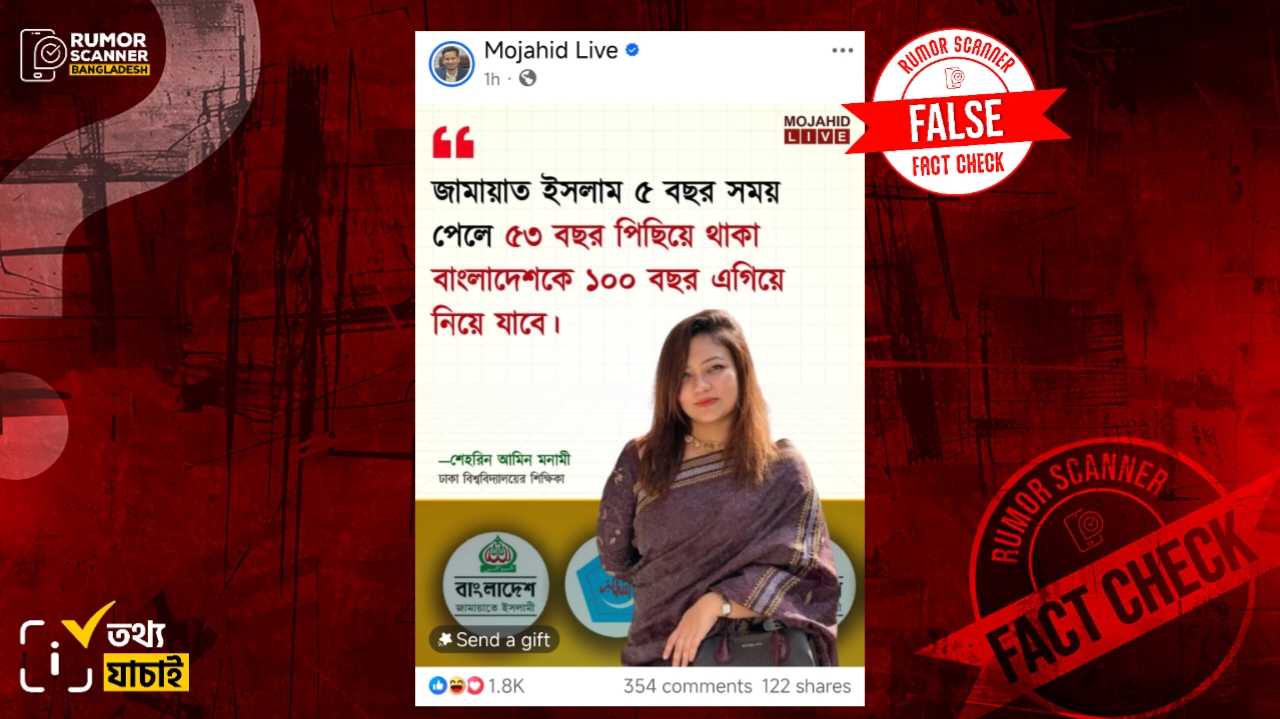 RUMOR
SCANNER
BANGLADESH
Mojahid Live
1h ·
MOJAHID
LIVE
জামায়াত ইসলাম ৫ বছর সময়
পেলে ৫৩ বছর পিছিয়ে থাকা
বাংলাদেশকে ১০০ বছর এগিয়ে
নিয়ে যাবে।
—শেহরিন আমিন মনামী
ঢাকা বিশ্ববিদ্যালয়ের শিক্ষিকা
বাংলাদেশ
জামায়াতে ইসলামী
Send a gift
1.8K
354 comments 122 shares
RUMOR SCANNER
FALSE
FACT CHECK
RUMOR SCANNER
FACT CHECK
তথ্য
যাচাই